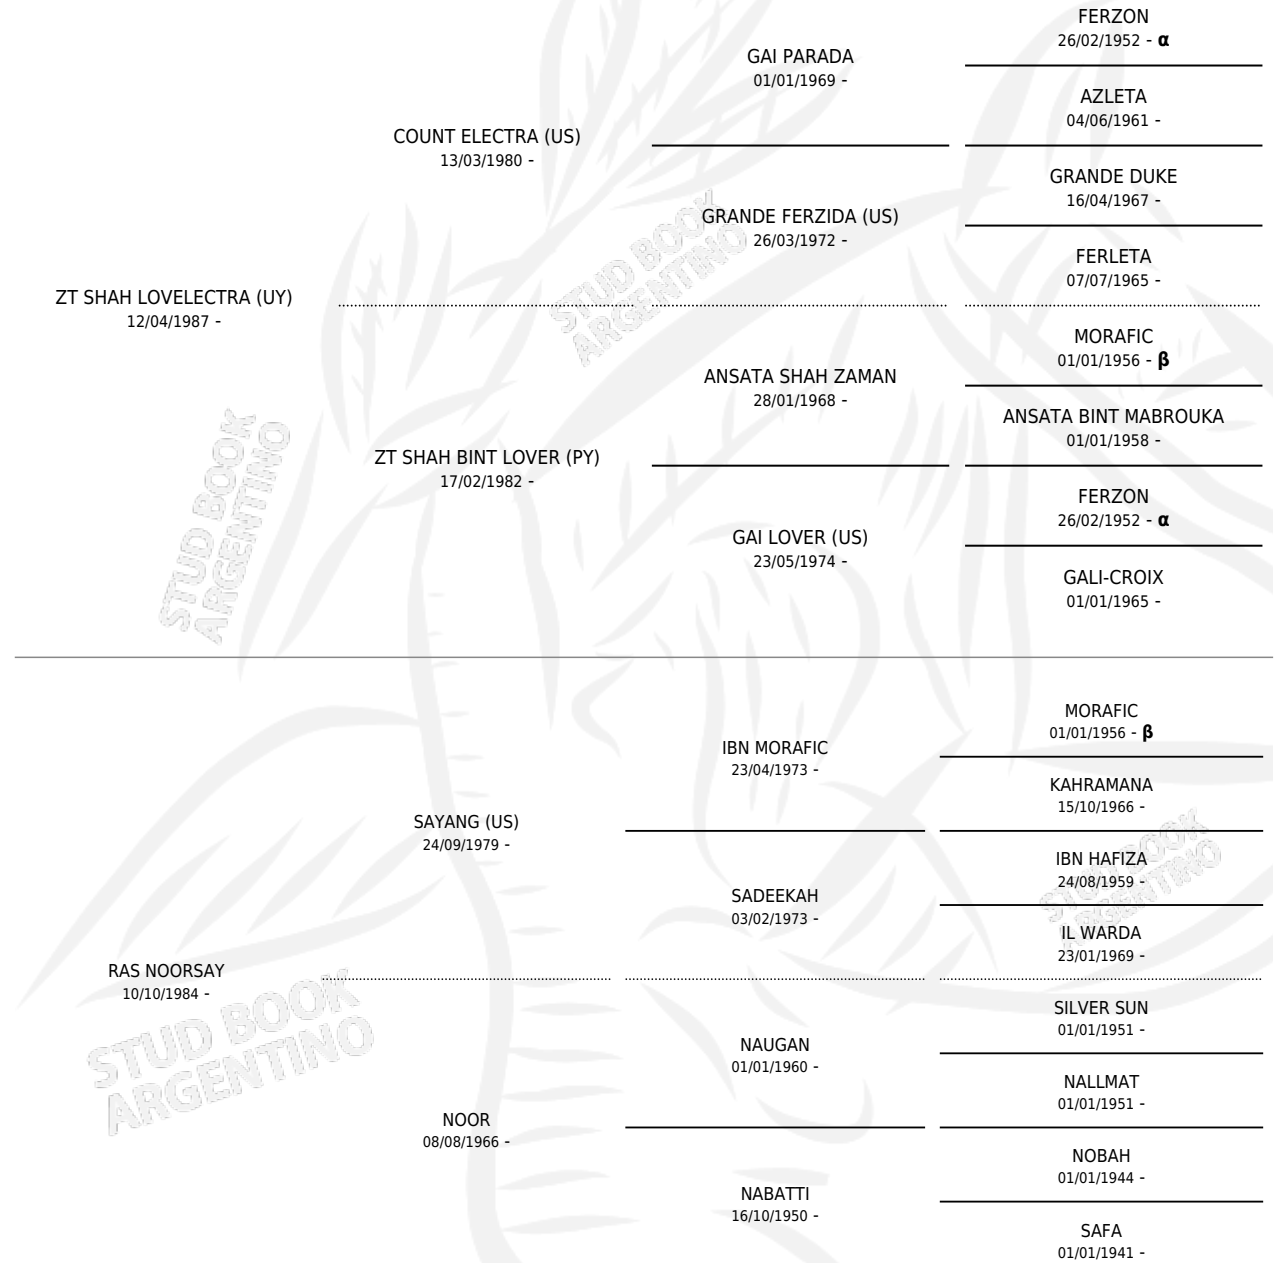 FERZON
26/02/1952 - α
GAI PARADA
01/01/1969 -
AZLETA
04/06/1961 -
COUNT ELECTRA (US)
13/03/1980 -
GRANDE DUKE
16/04/1967 -
GRANDE FERZIDA (US)
26/03/1972 -
FERLETA
07/07/1965 -
ZT SHAH LOVELECTRA (UY)
12/04/1987 -
MORAFIC
01/01/1956 - β
ANSATA SHAH ZAMAN
28/01/1968 -
ANSATA BINT MABROUKA
01/01/1958 -
ZT SHAH BINT LOVER (PY)
17/02/1982 -
FERZON
26/02/1952 - α
GAI LOVER (US)
23/05/1974 -
GALI-CROIX
01/01/1965 -
MORAFIC
01/01/1956 - β
IBN MORAFIC
23/04/1973 -
KAHRAMANA
15/10/1966 -
SAYANG (US)
24/09/1979 -
IBN HAFIZA
24/08/1959 -
SADEEKAH
03/02/1973 -
IL WARDA
23/01/1969 -
RAS NOORSAY
10/10/1984 -
SILVER SUN
01/01/1951 -
NAUGAN
01/01/1960 -
NALLMAT
01/01/1951 -
NOOR
08/08/1966 -
NOBAH
01/01/1944 -
NABATTI
16/10/1950 -
SAFA
01/01/1941 -
STUD BOOK
ARGENTINO
STUD BOOK
ARGENTINO
STUD BOOK
ARGENTINO
STUD BOOK
ARGENTINO